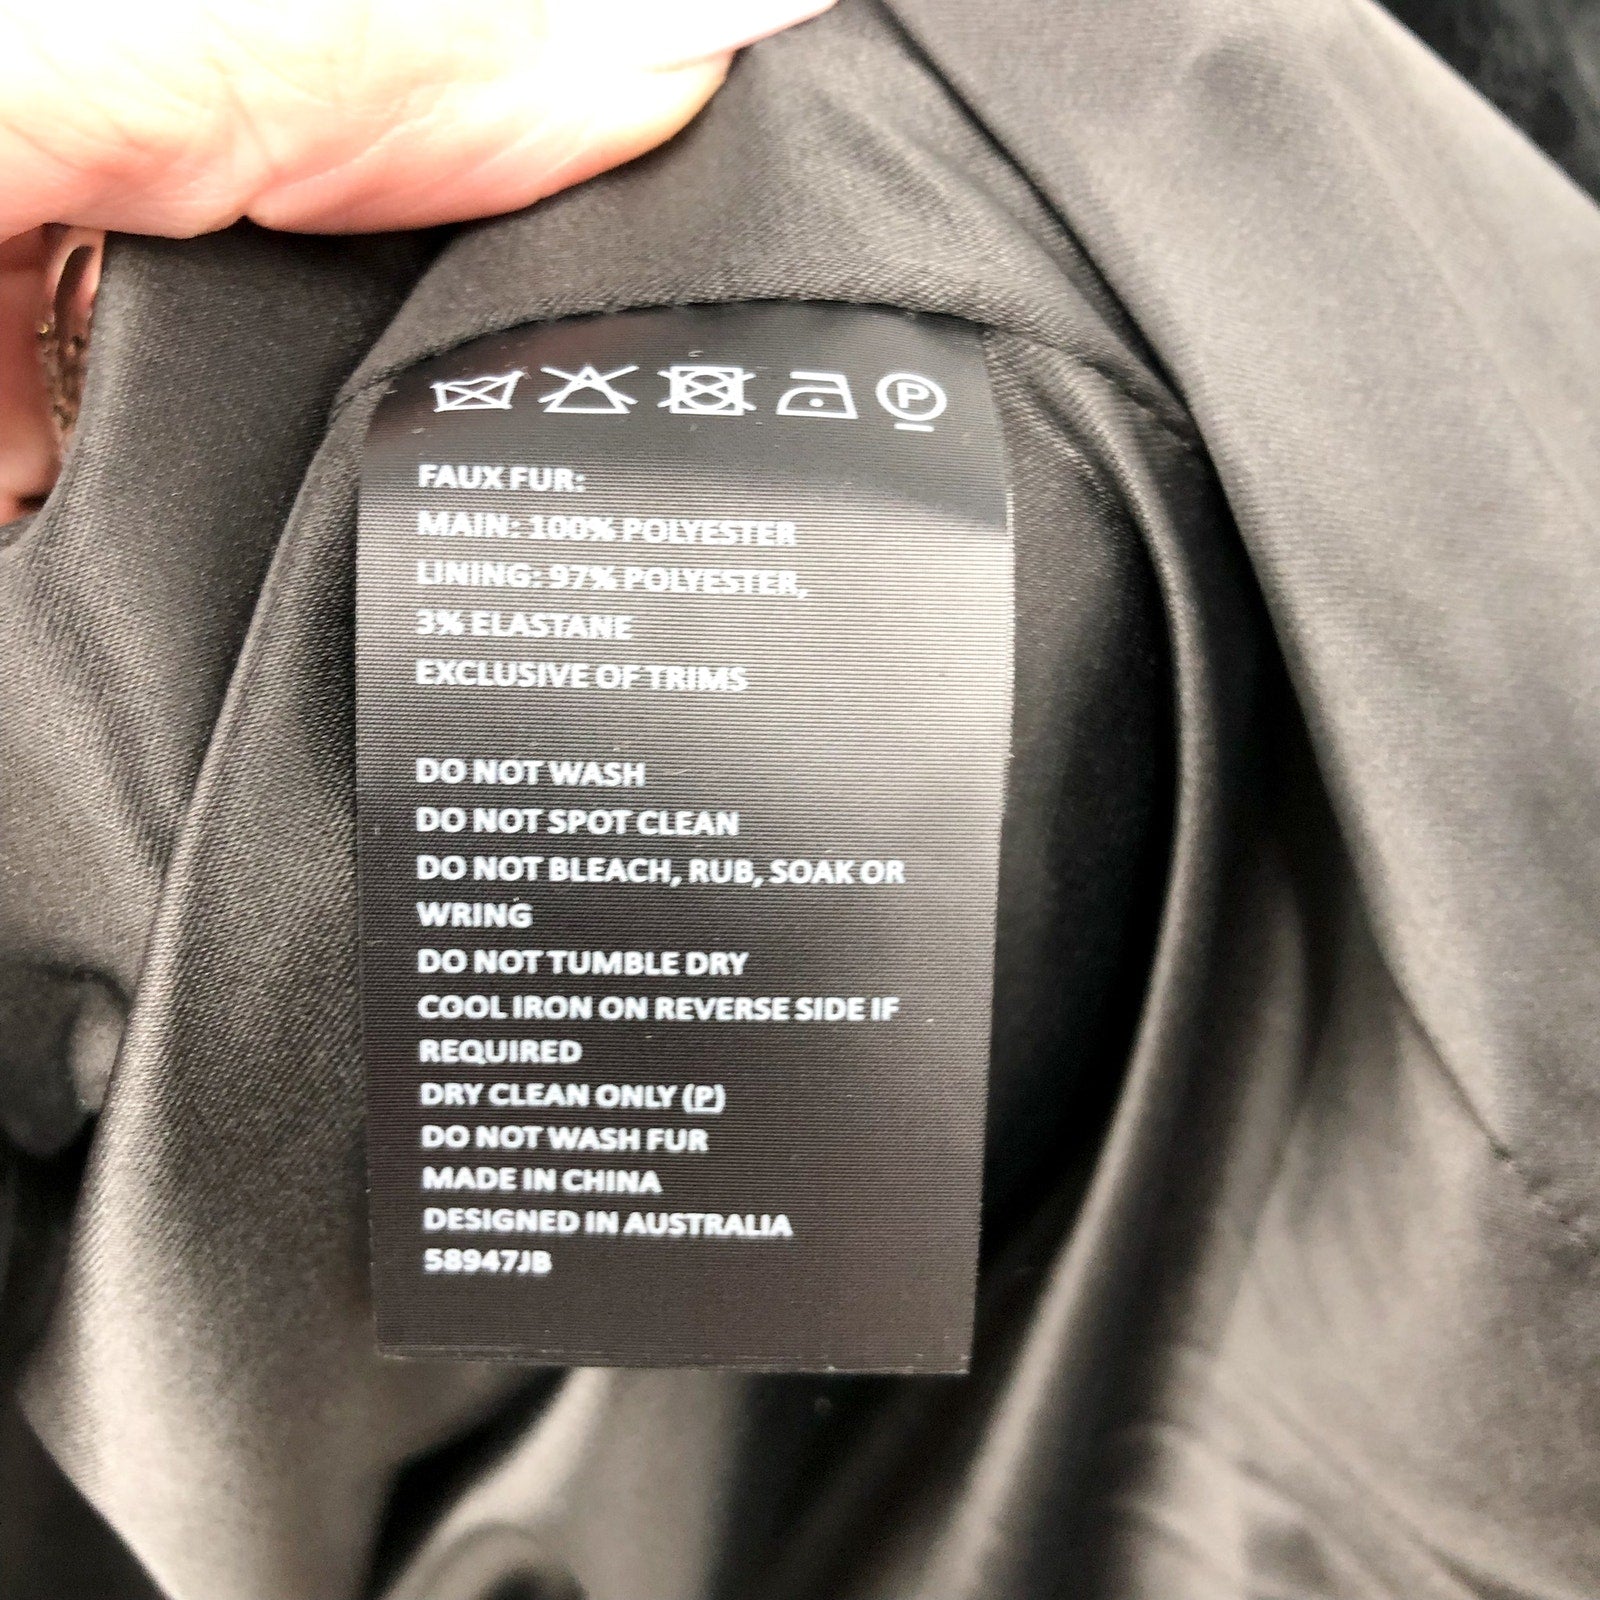 P
FAUX FUR:
MAIN: 100% POLYESTER
LINING: 97% POLYESTER,
3% ELASTANE
EXCLUSIVE OF TRIMS
DO NOT WASH
DO NOT SPOT CLEAN
DO NOT BLEACH, RUB, SOAK OR
WRING
DO NOT TUMBLE DRY
COOL IRON ON REVERSE SIDE IF
REQUIRED
DRY CLEAN ONLY (P)
DO NOT WASH FUR
MADE IN CHINA
DESIGNED IN AUSTRALIA
58947JB